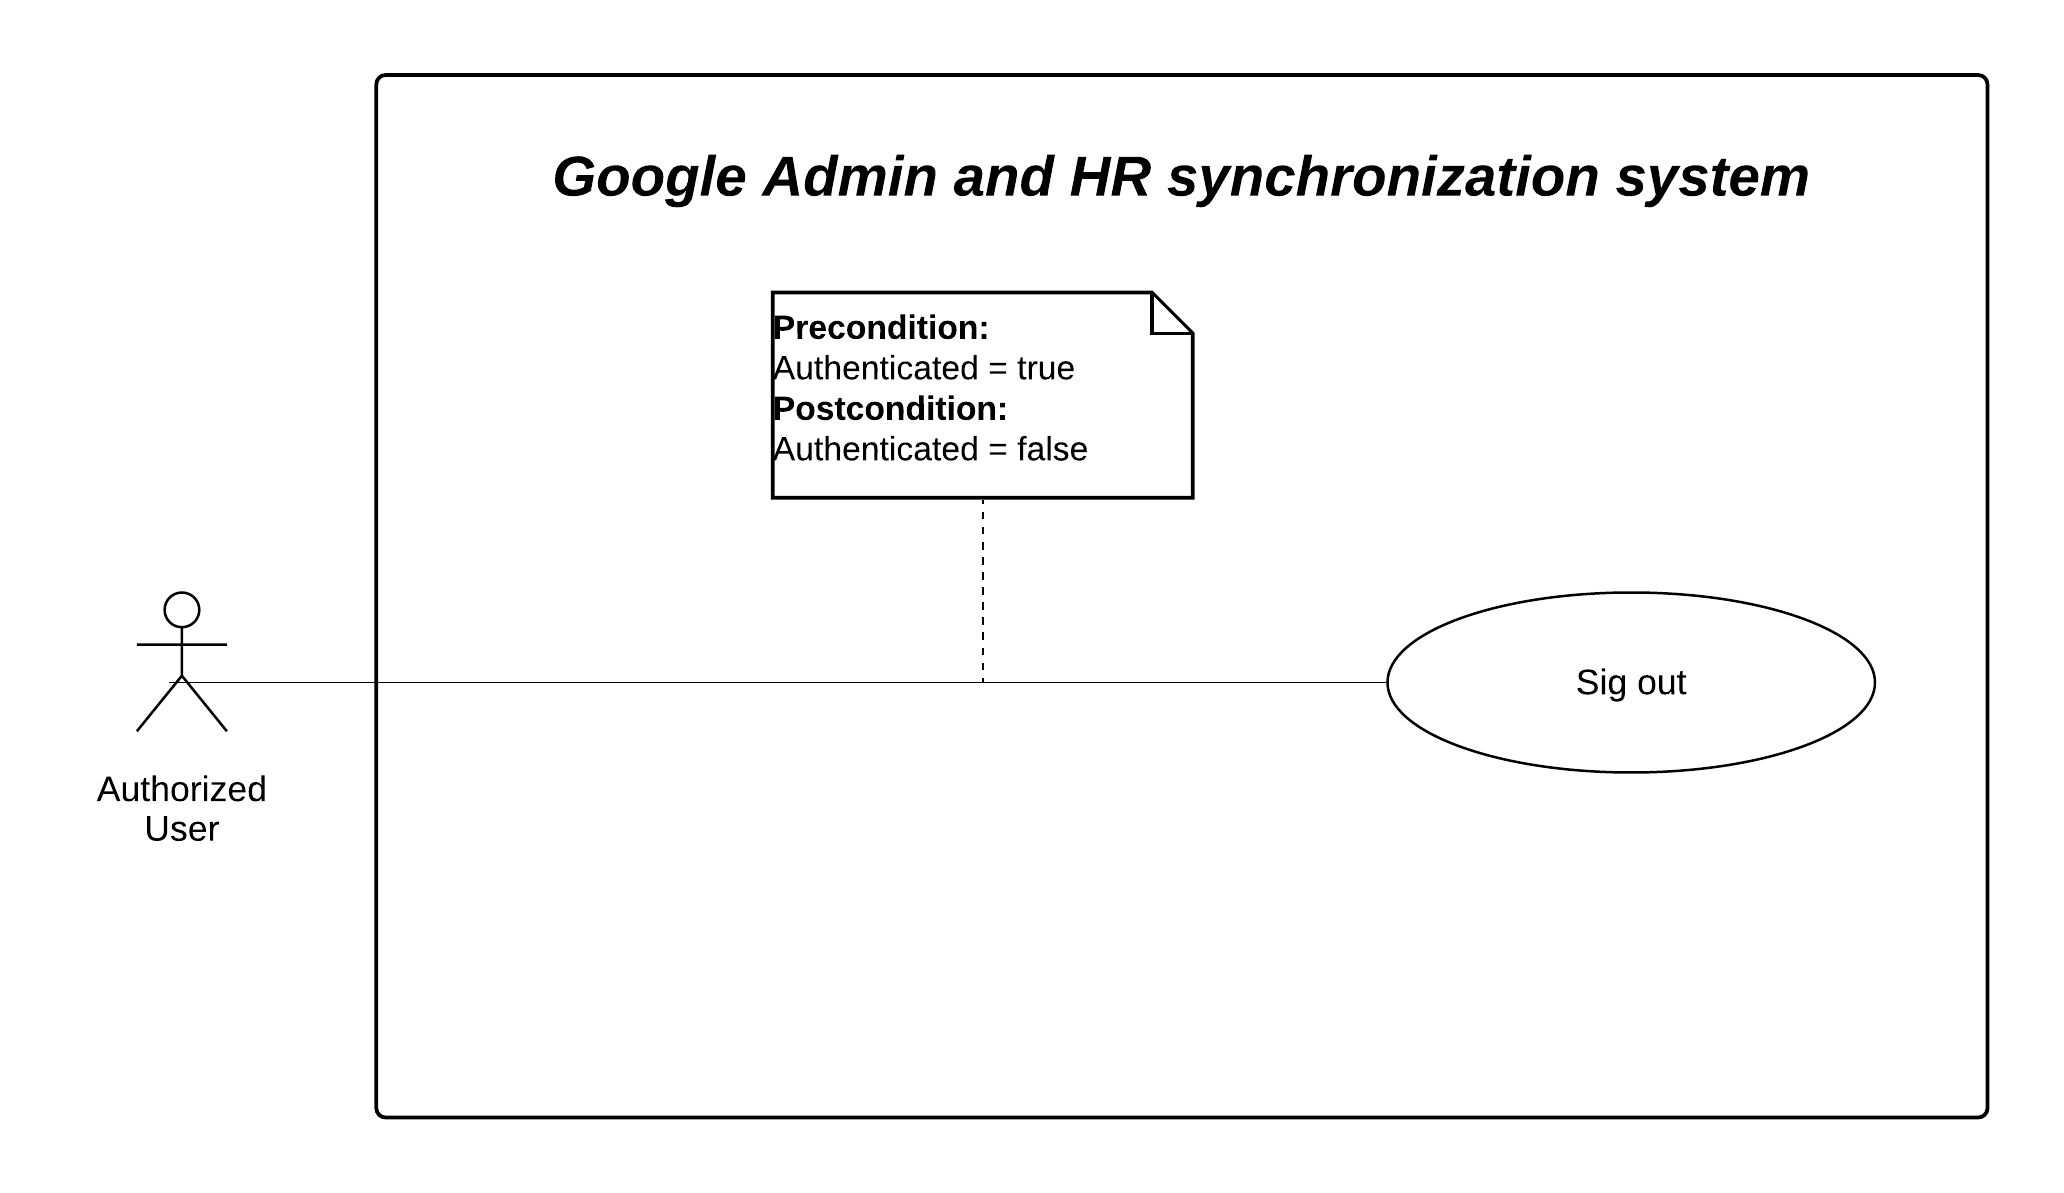 Google Admin and HR synchronization system
Precondition:
Authenticated = true
Postcondition:
Authenticated = false
Sig out
Authorized
User